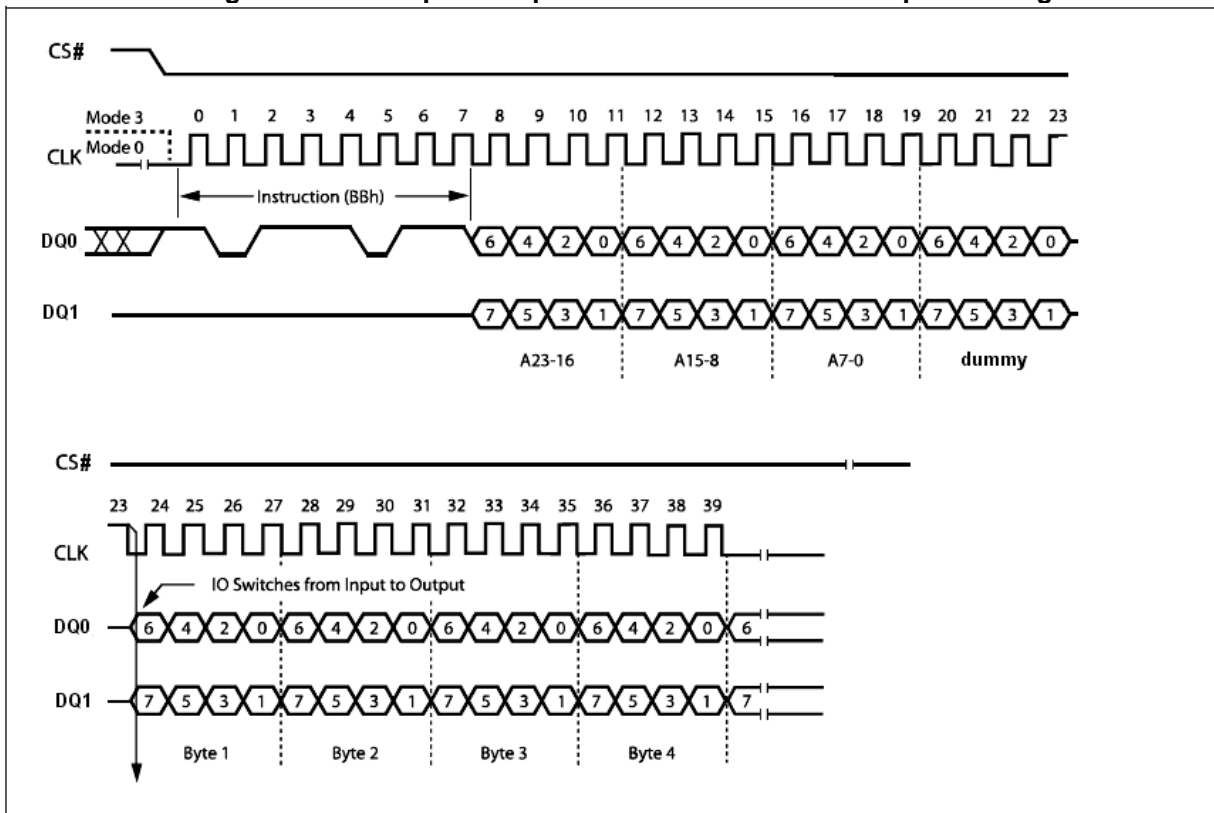 CS#
Mode 3
0 1 2 3 4 5 6 7 8 9 10 11 12 13 14 15 16 17 18 19 20 21 22 23
CLK Mode 0
Instruction (BBh)
DQ0 6 4 2 0 6 4 2 0 6 4 2 0 6 4 2 0
DQ1 7 5 3 1 7 5 3 1 7 5 3 1 7 5 3 1
A23-16 A15-8 A7-0 dummy
CS#
23 24 25 26 27 28 29 30 31 32 33 34 35 36 37 38 39
CLK
IO Switches from Input to Output
DQ0 6 4 2 0 6 4 2 0 6 4 2 0 6 4 2 0 6
DQ1 7 5 3 1 7 5 3 1 7 5 3 1 7 5 3 1 7
Byte 1 Byte 2 Byte 3 Byte 4